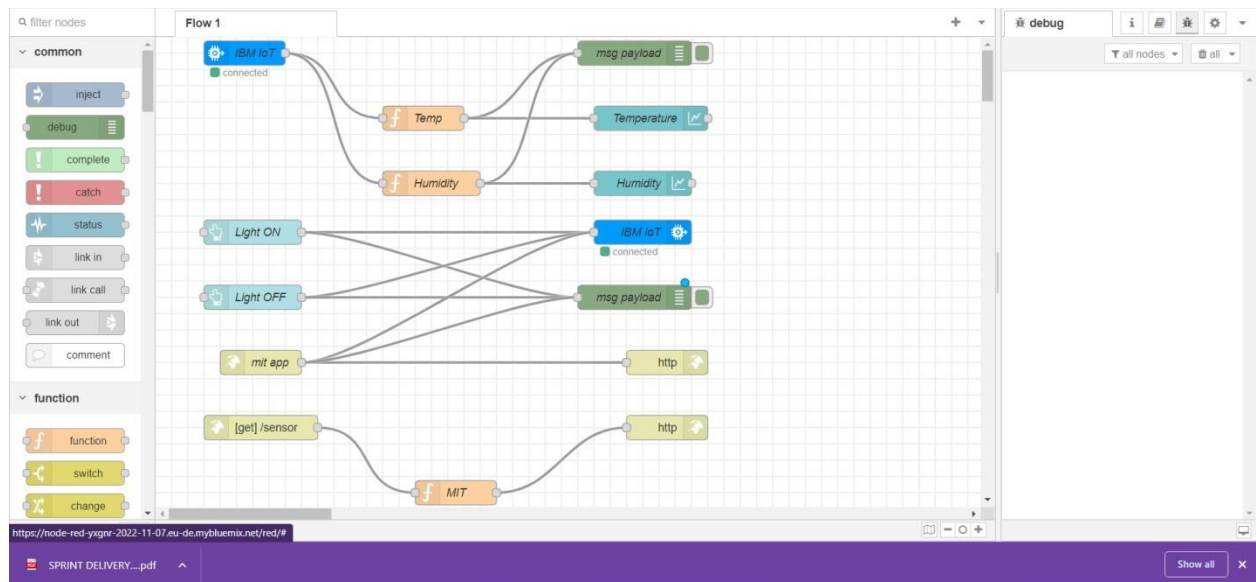 filter nodes
Flow 1
debug
i
all nodes
all
common
inject
debug
complete
catch
status
link in
link call
link out
comment
function
function
switch
change
IBM IoT
connected
msg payload
Temp
Temperature
Humidity
Humidity
Light ON
IBM IoT
connected
Light OFF
msg payload
mit app
http
[get] /sensor
http
MIT
https://node-red-yxgnr-2022-11-07.eu-de.mybluemix.net/red/#
SPRINT DELIVERY....pdf
Show all